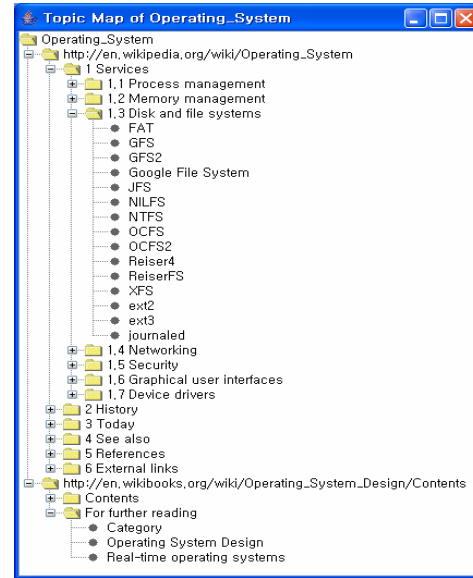 Topic Map of Operating_System
Operating_System
http://en.wikipedia.org/wiki/Operating_System
1 Services
1.1 Process management
1.2 Memory management
1.3 Disk and file systems
FAT
GFS
GFS2
Google File System
JFS
NILFS
NTFS
OCFS
OCFS2
Reiser4
ReiserFS
XFS
ext2
ext3
journaled
1.4 Networking
1.5 Security
1.6 Graphical user interfaces
1.7 Device drivers
2 History
3 Today
4 See also
5 References
6 External links
http://en.wikibooks.org/wiki/Operating_System_Design/Contents
Contents
For further reading
Category
Operating System Design
Real-time operating systems